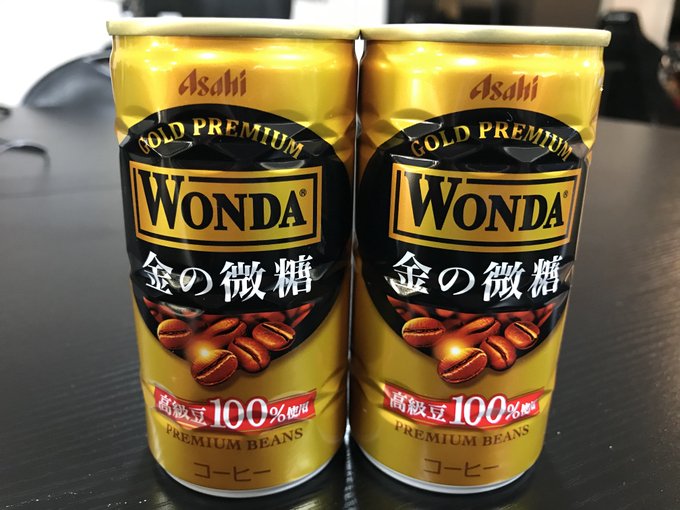 Asahi
GOLD PREMIUM
WONDA®
金の微糖
高級豆100%使用
PREMIUM BEANS
コーヒー
Asahi
GOLD PREMIUM
WONDA®
金の微糖
高級豆100%使用
PREMIUM BEANS
コーヒー